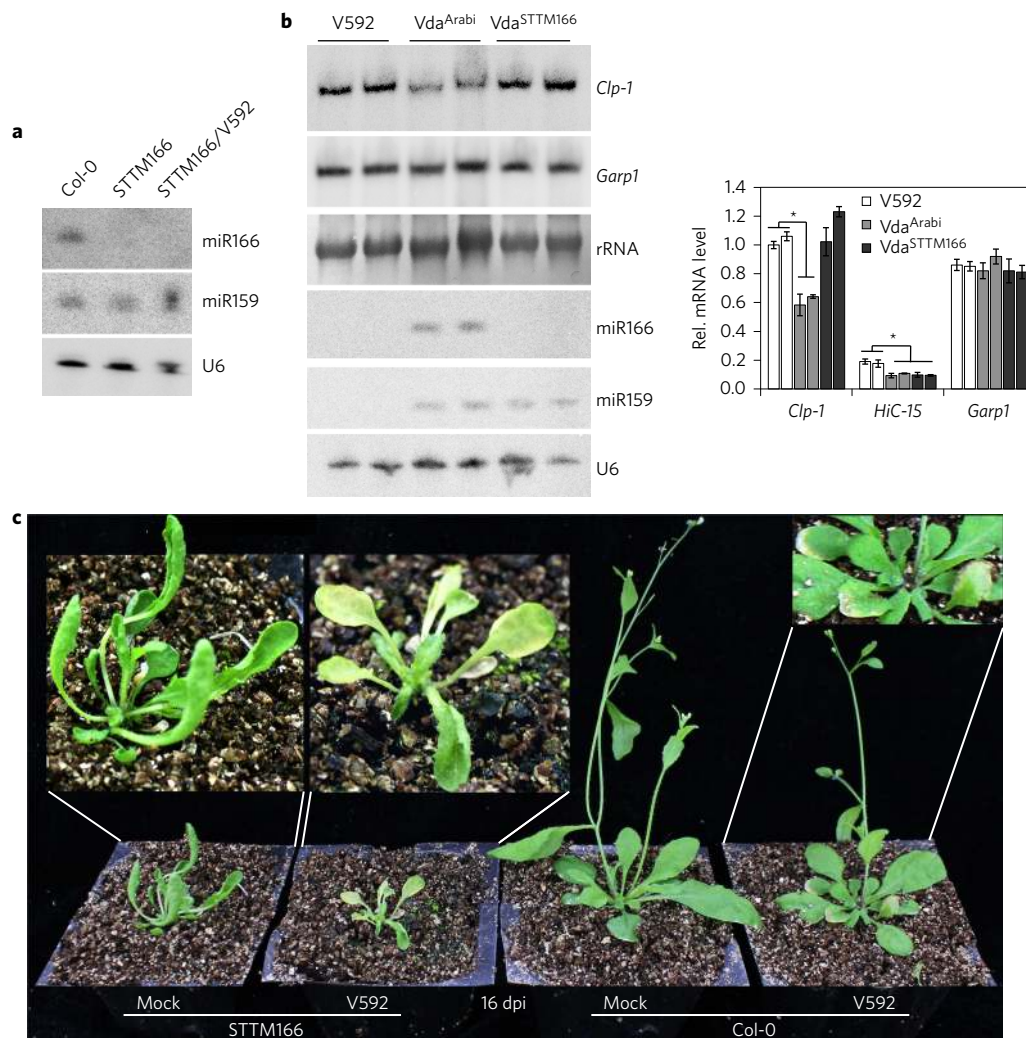 a
Col-0
STTM166
STTM166/V592
miR166
miR159
U6
b
V592 Vda^Arabi Vda^STTM166
Clp-1
Garp1
rRNA
miR166
miR159
U6
Rel. mRNA level
1.4
1.2
1.0
0.8
0.6
0.4
0.2
0.0
V592
Vda^Arabi
Vda^STTM166
*
*
Clp-1 HiC-15 Garp1
c
Mock V592 16 dpi Mock V592
STTM166 Col-0